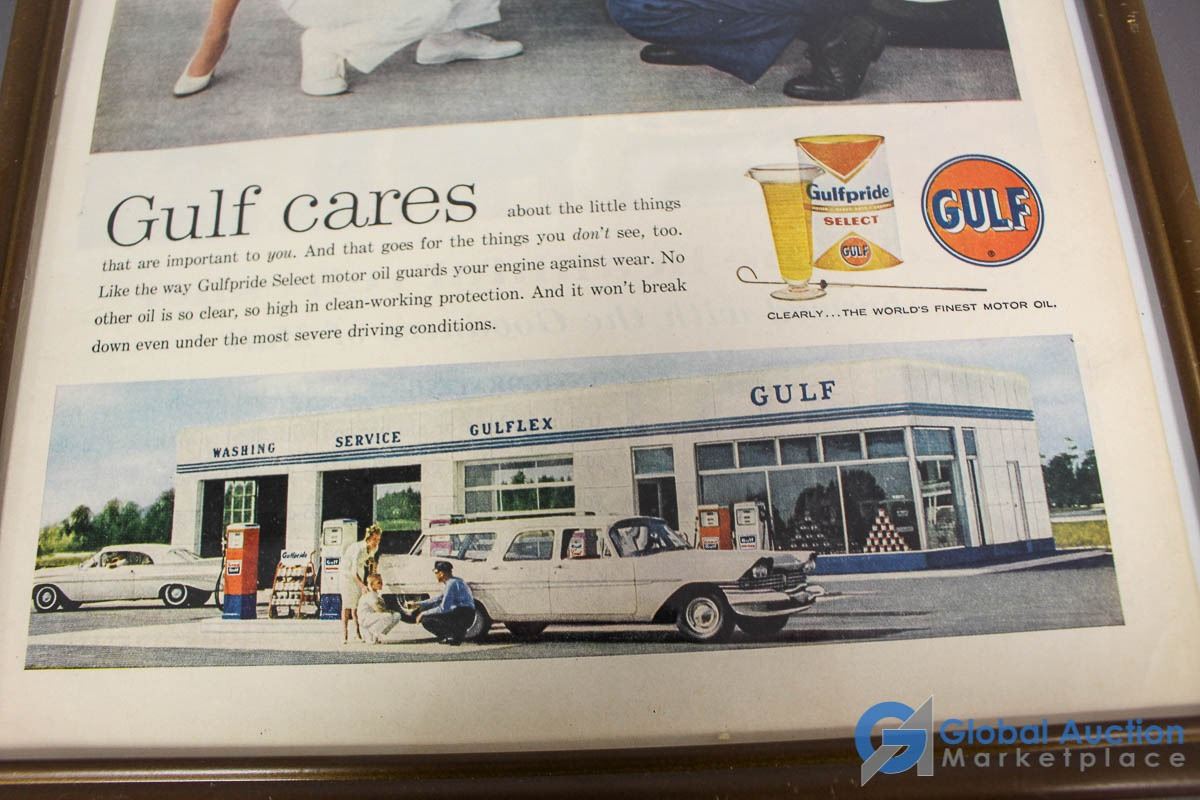 Gulf cares about the little things
that are important to you. And that goes for the things you don't see, too.
Like the way Gulfpride Select motor oil guards your engine against wear. No
other oil is so clear, so high in clean-working protection. And it won't break
down even under the most severe driving conditions.
Gulfpride
SELECT
GULF
GULF
®
CLEARLY...THE WORLD'S FINEST MOTOR OIL.
WASHING
SERVICE
GULFLEX
GULF
Gulfpride
Global Auction
Marketplace